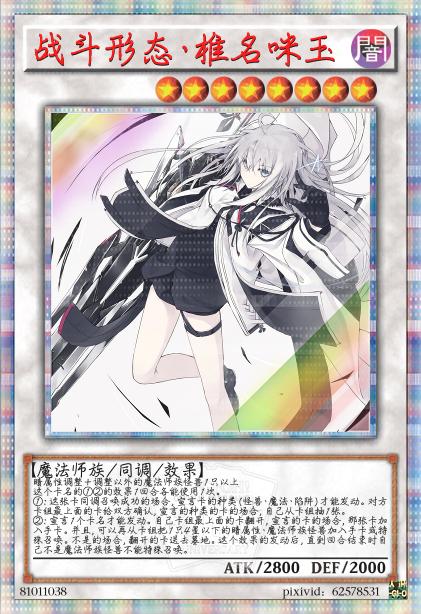 战斗形态·椎名咪玉
闇
【魔法师族/同调/效果】
暗属性调整+调整以外的魔法师族怪兽1只以上
这个卡名的①②的效果1回合各能使用1次。
①:这张卡同调召唤成功的场合,宣言卡的种类(怪兽·魔法·陷阱)才能发动。对方
卡组最上面的卡给双方确认,宣言的种类的卡的场合,自己从卡组抽1张。
②:宣言1个卡名才能发动。自己卡组最上面的卡翻开,宣言的卡的场合,那张卡加
入手卡。并且,可以再从卡组把7只星以下的暗属性·魔法师族怪兽加入手卡或特
殊召唤。不是的场合,翻开的卡送去墓地。这个效果的发动后,直到回合结束时自
己不是魔法师族怪兽不能特殊召唤。
ATK/2800 DEF/2000
81011038
pixivid: 62578531